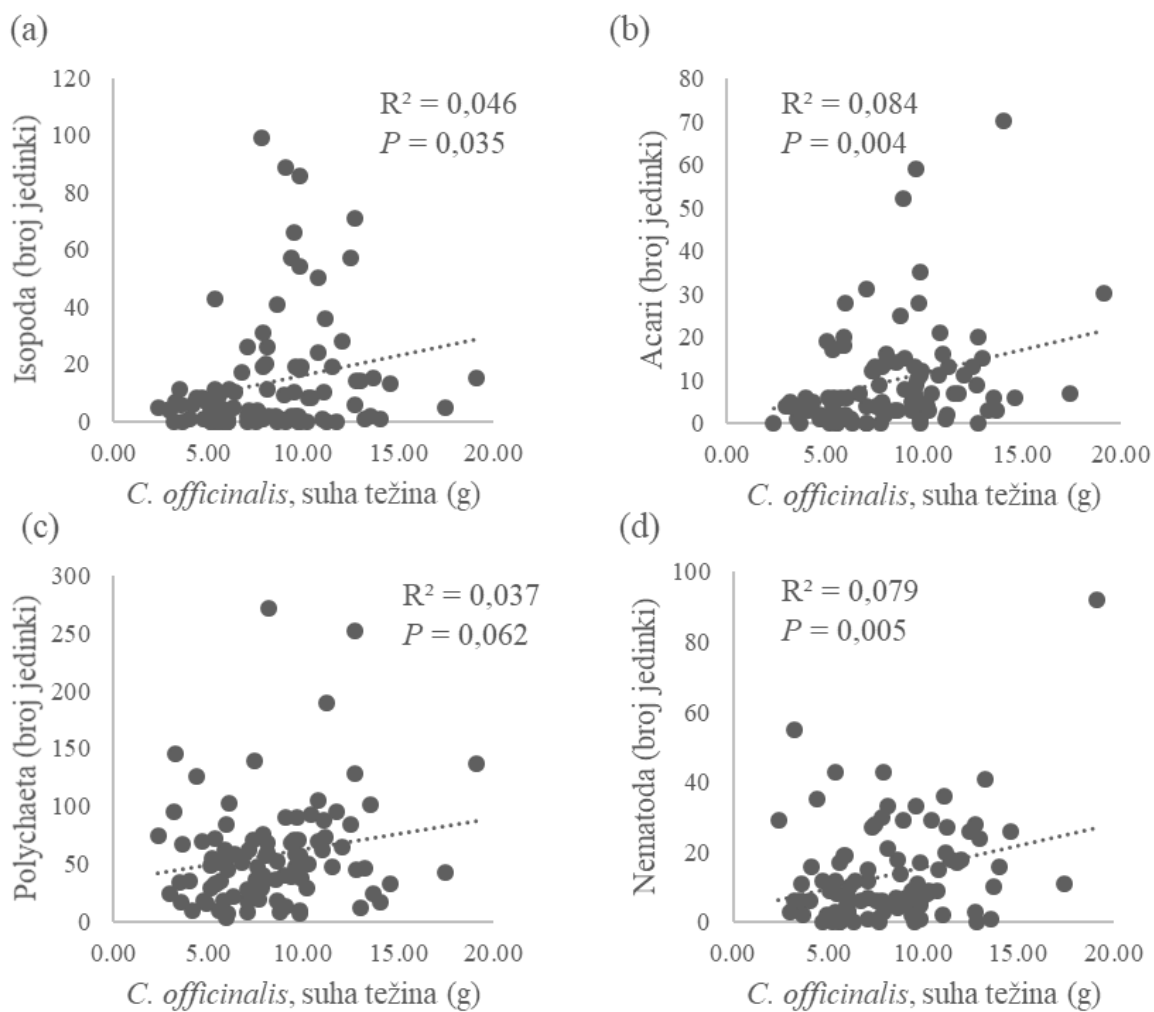 (a)
Isopoda (broj jedinki)
120
100
80
60
40
20
0
R² = 0,046
P = 0,035
0.00 5.00 10.00 15.00 20.00
C. officinalis, suha težina (g)
(b)
Acari (broj jedinki)
80
70
60
50
40
30
20
10
0
R² = 0,084
P = 0,004
0.00 5.00 10.00 15.00 20.00
C. officinalis, suha težina (g)
(c)
Polychaeta (broj jedinki)
300
250
200
150
100
50
0
R² = 0,037
P = 0,062
0.00 5.00 10.00 15.00 20.00
C. officinalis, suha težina (g)
(d)
Nematoda (broj jedinki)
100
80
60
40
20
0
R² = 0,079
P = 0,005
0.00 5.00 10.00 15.00 20.00
C. officinalis, suha težina (g)